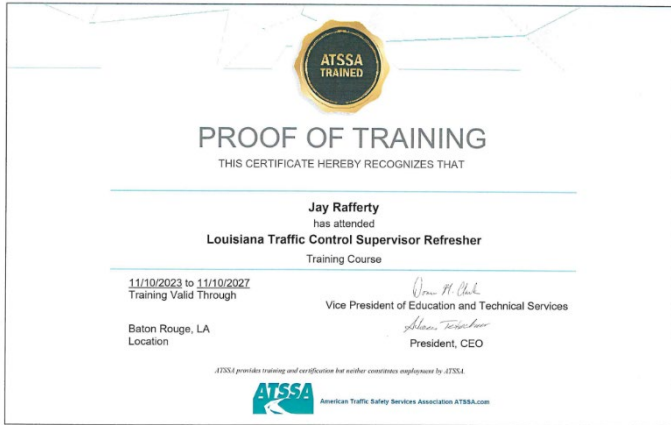 ATSSA
TRAINED
PROOF OF TRAINING
THIS CERTIFICATE HEREBY RECOGNIZES THAT
Jay Rafferty
has attended
Louisiana Traffic Control Supervisor Refresher
Training Course
11/10/2023 to 11/10/2027
Training Valid Through
Vice President of Education and Technical Services
Baton Rouge, LA
Location
President, CEO
ATSSA provides training and certification but neither constitutes employment by ATSSA.
ATSSA
American Traffic Safety Services Association ATSSA.com